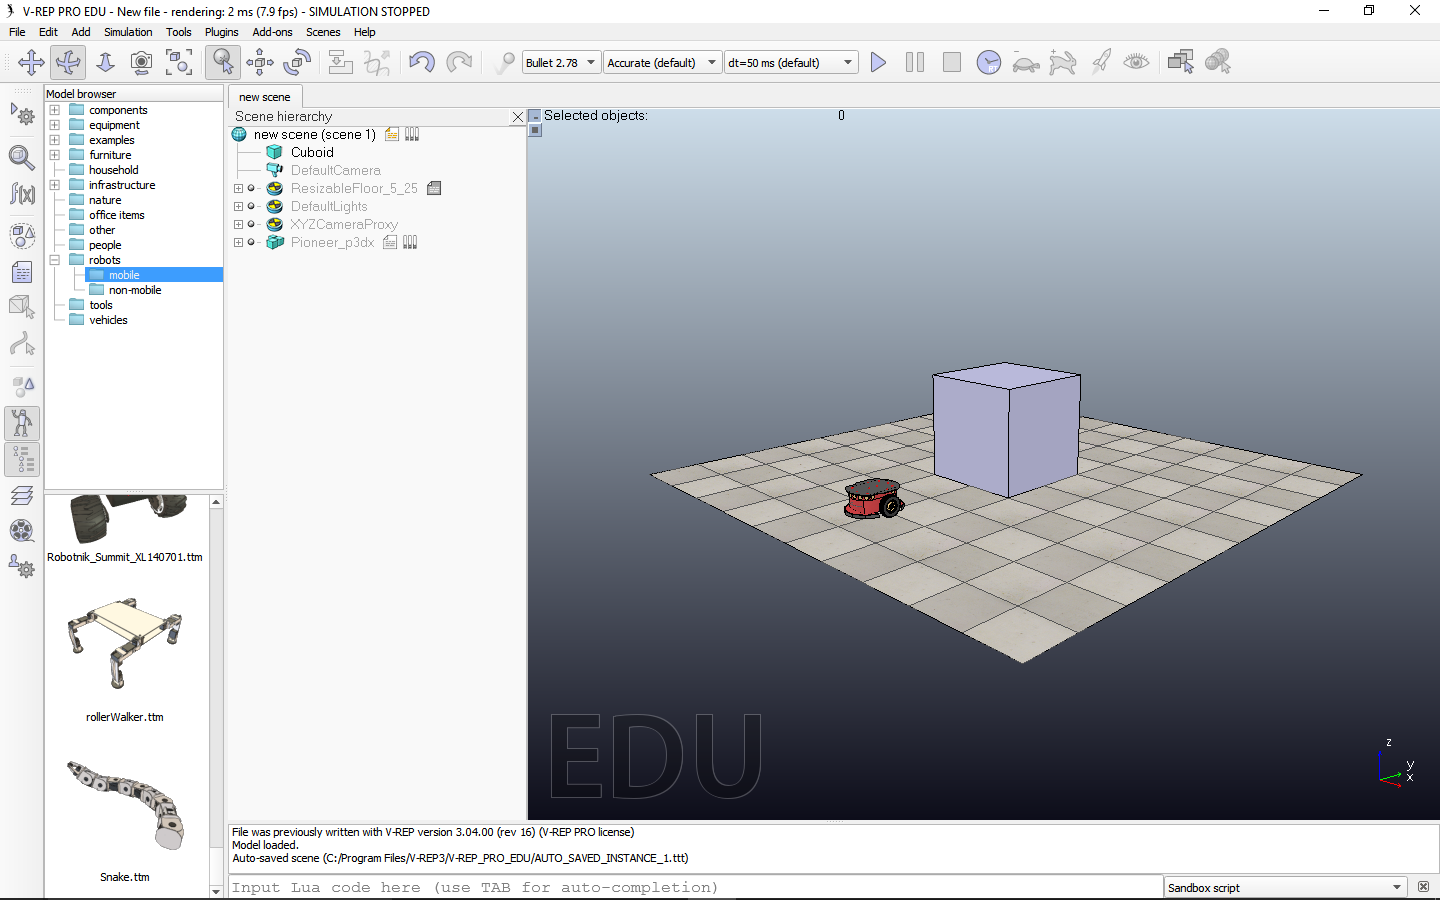 V-REP PRO EDU - New file - rendering: 2 ms (7.9 fps) - SIMULATION STOPPED
File Edit Add Simulation Tools Plugins Add-ons Scenes Help
Bullet 2.78 Accurate (default) dt=50 ms (default)
Model browser
components
equipment
examples
furniture
household
infrastructure
nature
office items
other
people
robots
mobile
non-mobile
tools
vehicles
Robotnik_Summit_XL140701.ttm
rollerWalker.ttm
Snake.ttm
new scene
Scene hierarchy
new scene (scene 1)
Cuboid
DefaultCamera
ResizableFloor_5_25
DefaultLights
XYZCameraProxy
Pioneer_p3dx
Selected objects: 0
EDU
z
y
x
File was previously written with V-REP version 3.04.00 (rev 16) (V-REP PRO license)
Model loaded.
Auto-saved scene (C:/Program Files/V-REP3/V-REP_PRO_EDU/AUTO_SAVED_INSTANCE_1.ttt)
Input Lua code here (use TAB for auto-completion)
Sandbox script